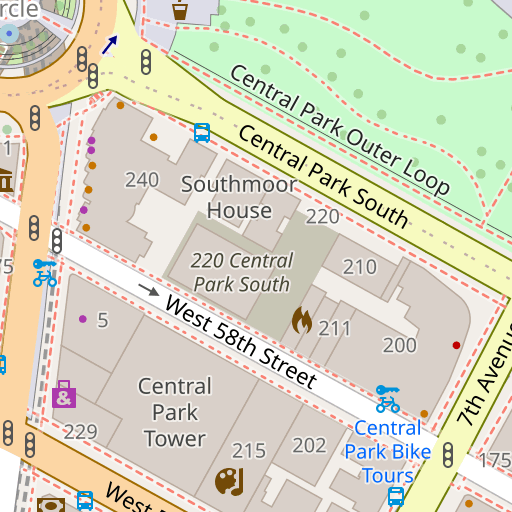 rcle
Central Park Outer Loop
Central Park South
1
240
Southmoor
House
220
220 Central
Park South
210
75
5
West 58th Street
211
200
7th Avenue
Central
Park
Tower
229
215
202
Central
Park Bike
Tours
175
West 5